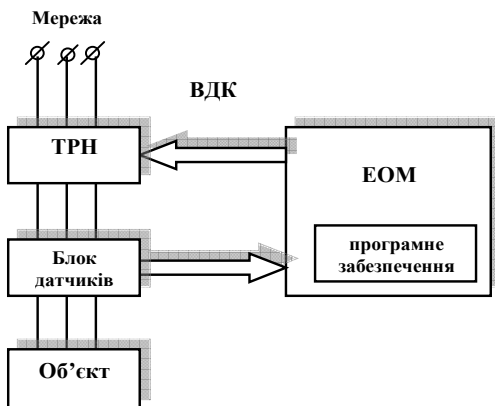 Мережа
ВДК
ТРН
ЕОМ
Блок
датчиків
програмне
забезпечення
Об’єкт